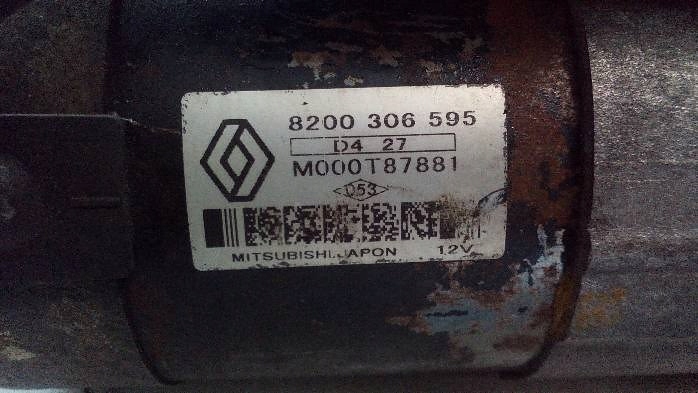 8200 306 595
D4 27
M000T87881
D53
MITSUBISHI.JAPON 12V